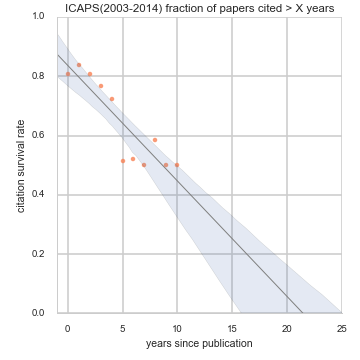 ICAPS(2003-2014) fraction of papers cited > X years
1.0
0.8
0.6
0.4
0.2
0.0
citation survival rate
0 5 10 15 20 25
years since publication